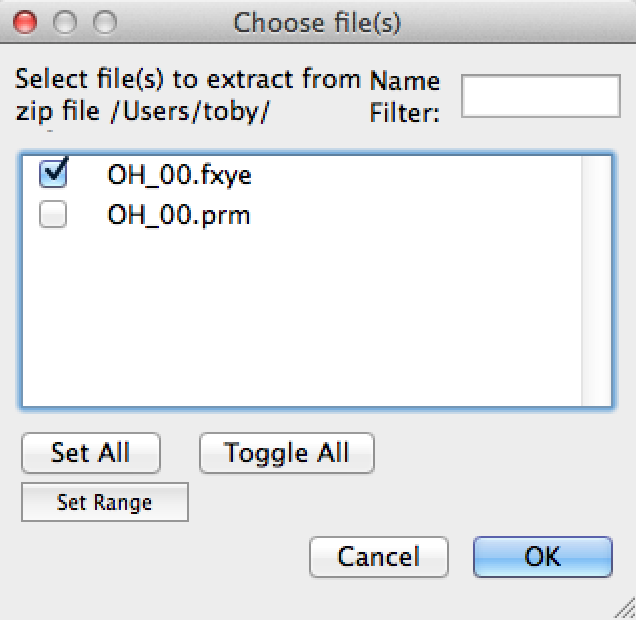 Choose file(s)
Select file(s) to extract from
zip file /Users/toby/
Name
Filter:
OH_00.fxye
OH_00.prm
Set All
Toggle All
Set Range
Cancel
OK